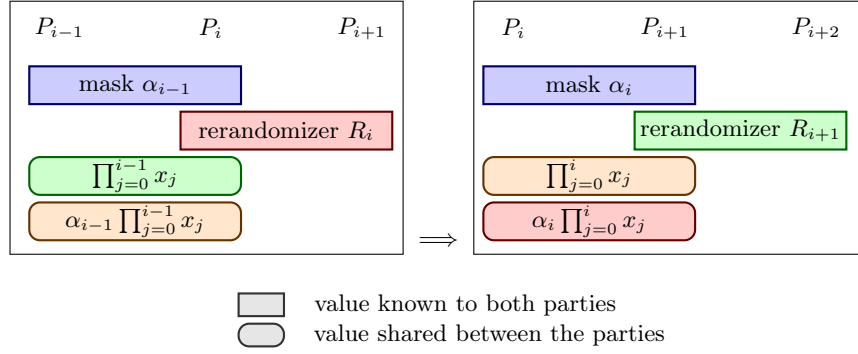 P_{i−1} P_i P_{i+1} P_i P_{i+1} P_{i+2}
mask α_{i−1} mask α_i
rerandomizer R_i rerandomizer R_{i+1}
∏_{j=0}^{i−1} x_j ∏_{j=0}^{i} x_j
α_{i−1} ∏_{j=0}^{i−1} x_j α_i ∏_{j=0}^{i} x_j
⟹
value known to both parties
value shared between the parties